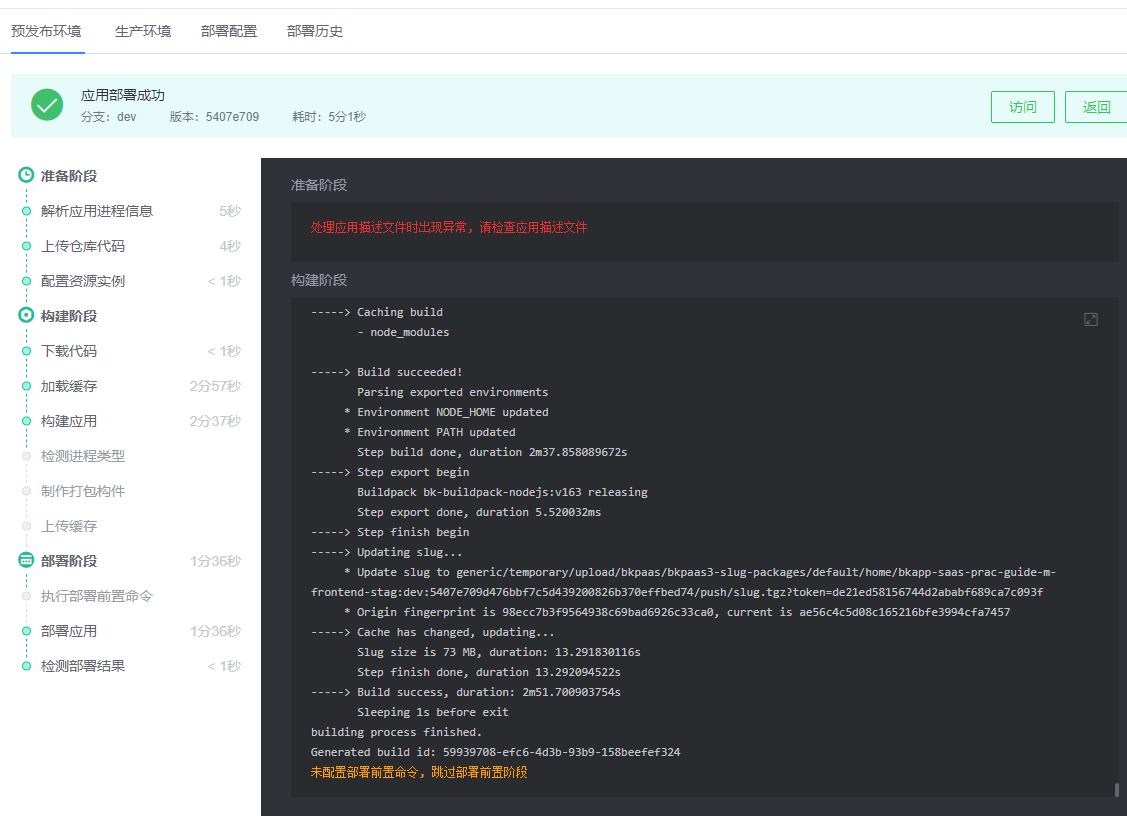 预发布环境 生产环境 部署配置 部署历史
应用部署成功
分支：dev 版本：5407e709 耗时：5分1秒
访问 返回
准备阶段
解析应用进程信息 5秒
上传仓库代码 4秒
配置资源实例 < 1秒
构建阶段
下载代码 < 1秒
加载缓存 2分57秒
构建应用 2分37秒
检测进程类型
制作打包构件
上传缓存
部署阶段 1分36秒
执行部署前置命令
部署应用 1分36秒
检测部署结果 < 1秒
准备阶段
处理应用描述文件时出现异常，请检查应用描述文件
构建阶段
-----> Caching build
- node_modules
-----> Build succeeded!
Parsing exported environments
* Environment NODE_HOME updated
* Environment PATH updated
Step build done, duration 2m37.858089672s
-----> Step export begin
Buildpack bk-buildpack-nodejs:v163 releasing
Step export done, duration 5.520032ms
-----> Step finish begin
-----> Updating slug...
* Update slug to generic/temporary/upload/bkpaas/bkpaas3-slug-packages/default/home/bkapp-saas-prac-guide-m-
frontend-stag:dev:5407e709d476bbf7c5d439200826b370effbed74/push/slug.tgz?token=de21ed58156744d2ababf689ca7c093f
* Origin fingerprint is 98ecc7b3f9564938c69bad6926c33ca0, current is ae56c4c5d08c165216bfe3994cfa7457
-----> Cache has changed, updating...
Slug size is 73 MB, duration: 13.291830116s
Step finish done, duration 13.292094522s
-----> Build success, duration: 2m51.700903754s
Sleeping 1s before exit
building process finished.
Generated build id: 59939708-efc6-4d3b-93b9-158beefef324
未配置部署前置命令，跳过部署前置阶段